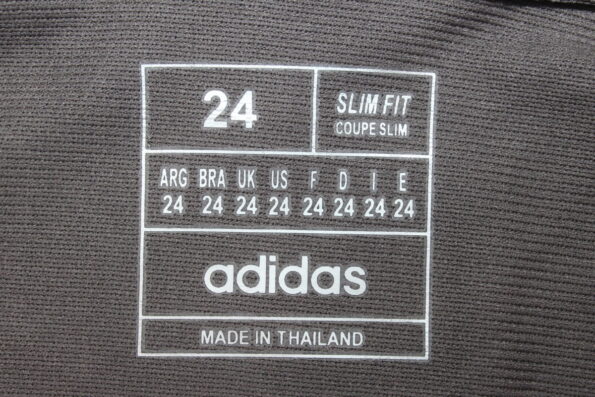 24
SLIM FIT
COUPE SLIM
ARG BRA UK US F D I E
24 24 24 24 24 24 24 24
adidas
MADE IN THAILAND